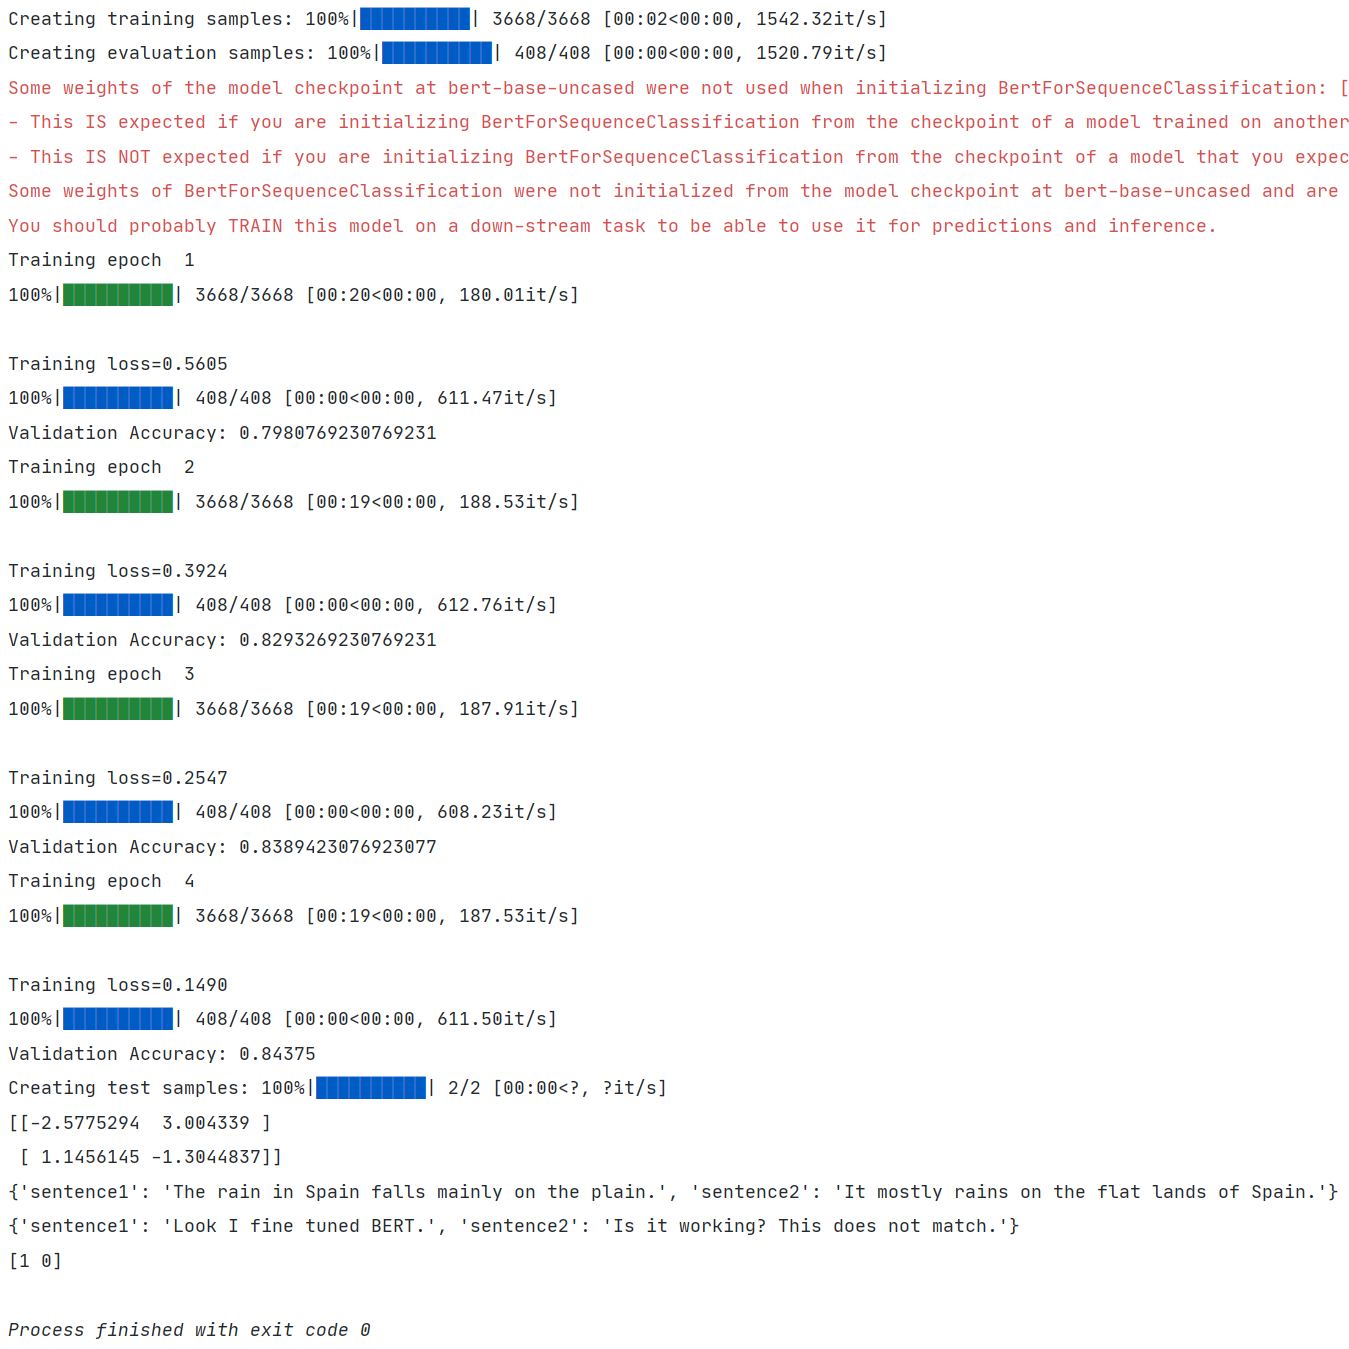 Creating training samples: 100%|██████████| 3668/3668 [00:02<00:00, 1542.32it/s]
Creating evaluation samples: 100%|██████████| 408/408 [00:00<00:00, 1520.79it/s]
Some weights of the model checkpoint at bert-base-uncased were not used when initializing BertForSequenceClassification: [
- This IS expected if you are initializing BertForSequenceClassification from the checkpoint of a model trained on another
- This IS NOT expected if you are initializing BertForSequenceClassification from the checkpoint of a model that you expec
Some weights of BertForSequenceClassification were not initialized from the model checkpoint at bert-base-uncased and are
You should probably TRAIN this model on a down-stream task to be able to use it for predictions and inference.
Training epoch  1
100%|██████████| 3668/3668 [00:20<00:00, 180.01it/s]
Training loss=0.5605
100%|██████████| 408/408 [00:00<00:00, 611.47it/s]
Validation Accuracy: 0.7980769230769231
Training epoch  2
100%|██████████| 3668/3668 [00:19<00:00, 188.53it/s]
Training loss=0.3924
100%|██████████| 408/408 [00:00<00:00, 612.76it/s]
Validation Accuracy: 0.8293269230769231
Training epoch  3
100%|██████████| 3668/3668 [00:19<00:00, 187.91it/s]
Training loss=0.2547
100%|██████████| 408/408 [00:00<00:00, 608.23it/s]
Validation Accuracy: 0.8389423076923077
Training epoch  4
100%|██████████| 3668/3668 [00:19<00:00, 187.53it/s]
Training loss=0.1490
100%|██████████| 408/408 [00:00<00:00, 611.50it/s]
Validation Accuracy: 0.84375
Creating test samples: 100%|██████████| 2/2 [00:00<?, ?it/s]
[[-2.5775294  3.004339 ]
 [ 1.1456145 -1.3044837]]
{'sentence1': 'The rain in Spain falls mainly on the plain.', 'sentence2': 'It mostly rains on the flat lands of Spain.'}
{'sentence1': 'Look I fine tuned BERT.', 'sentence2': 'Is it working? This does not match.'}
[1 0]
Process finished with exit code 0